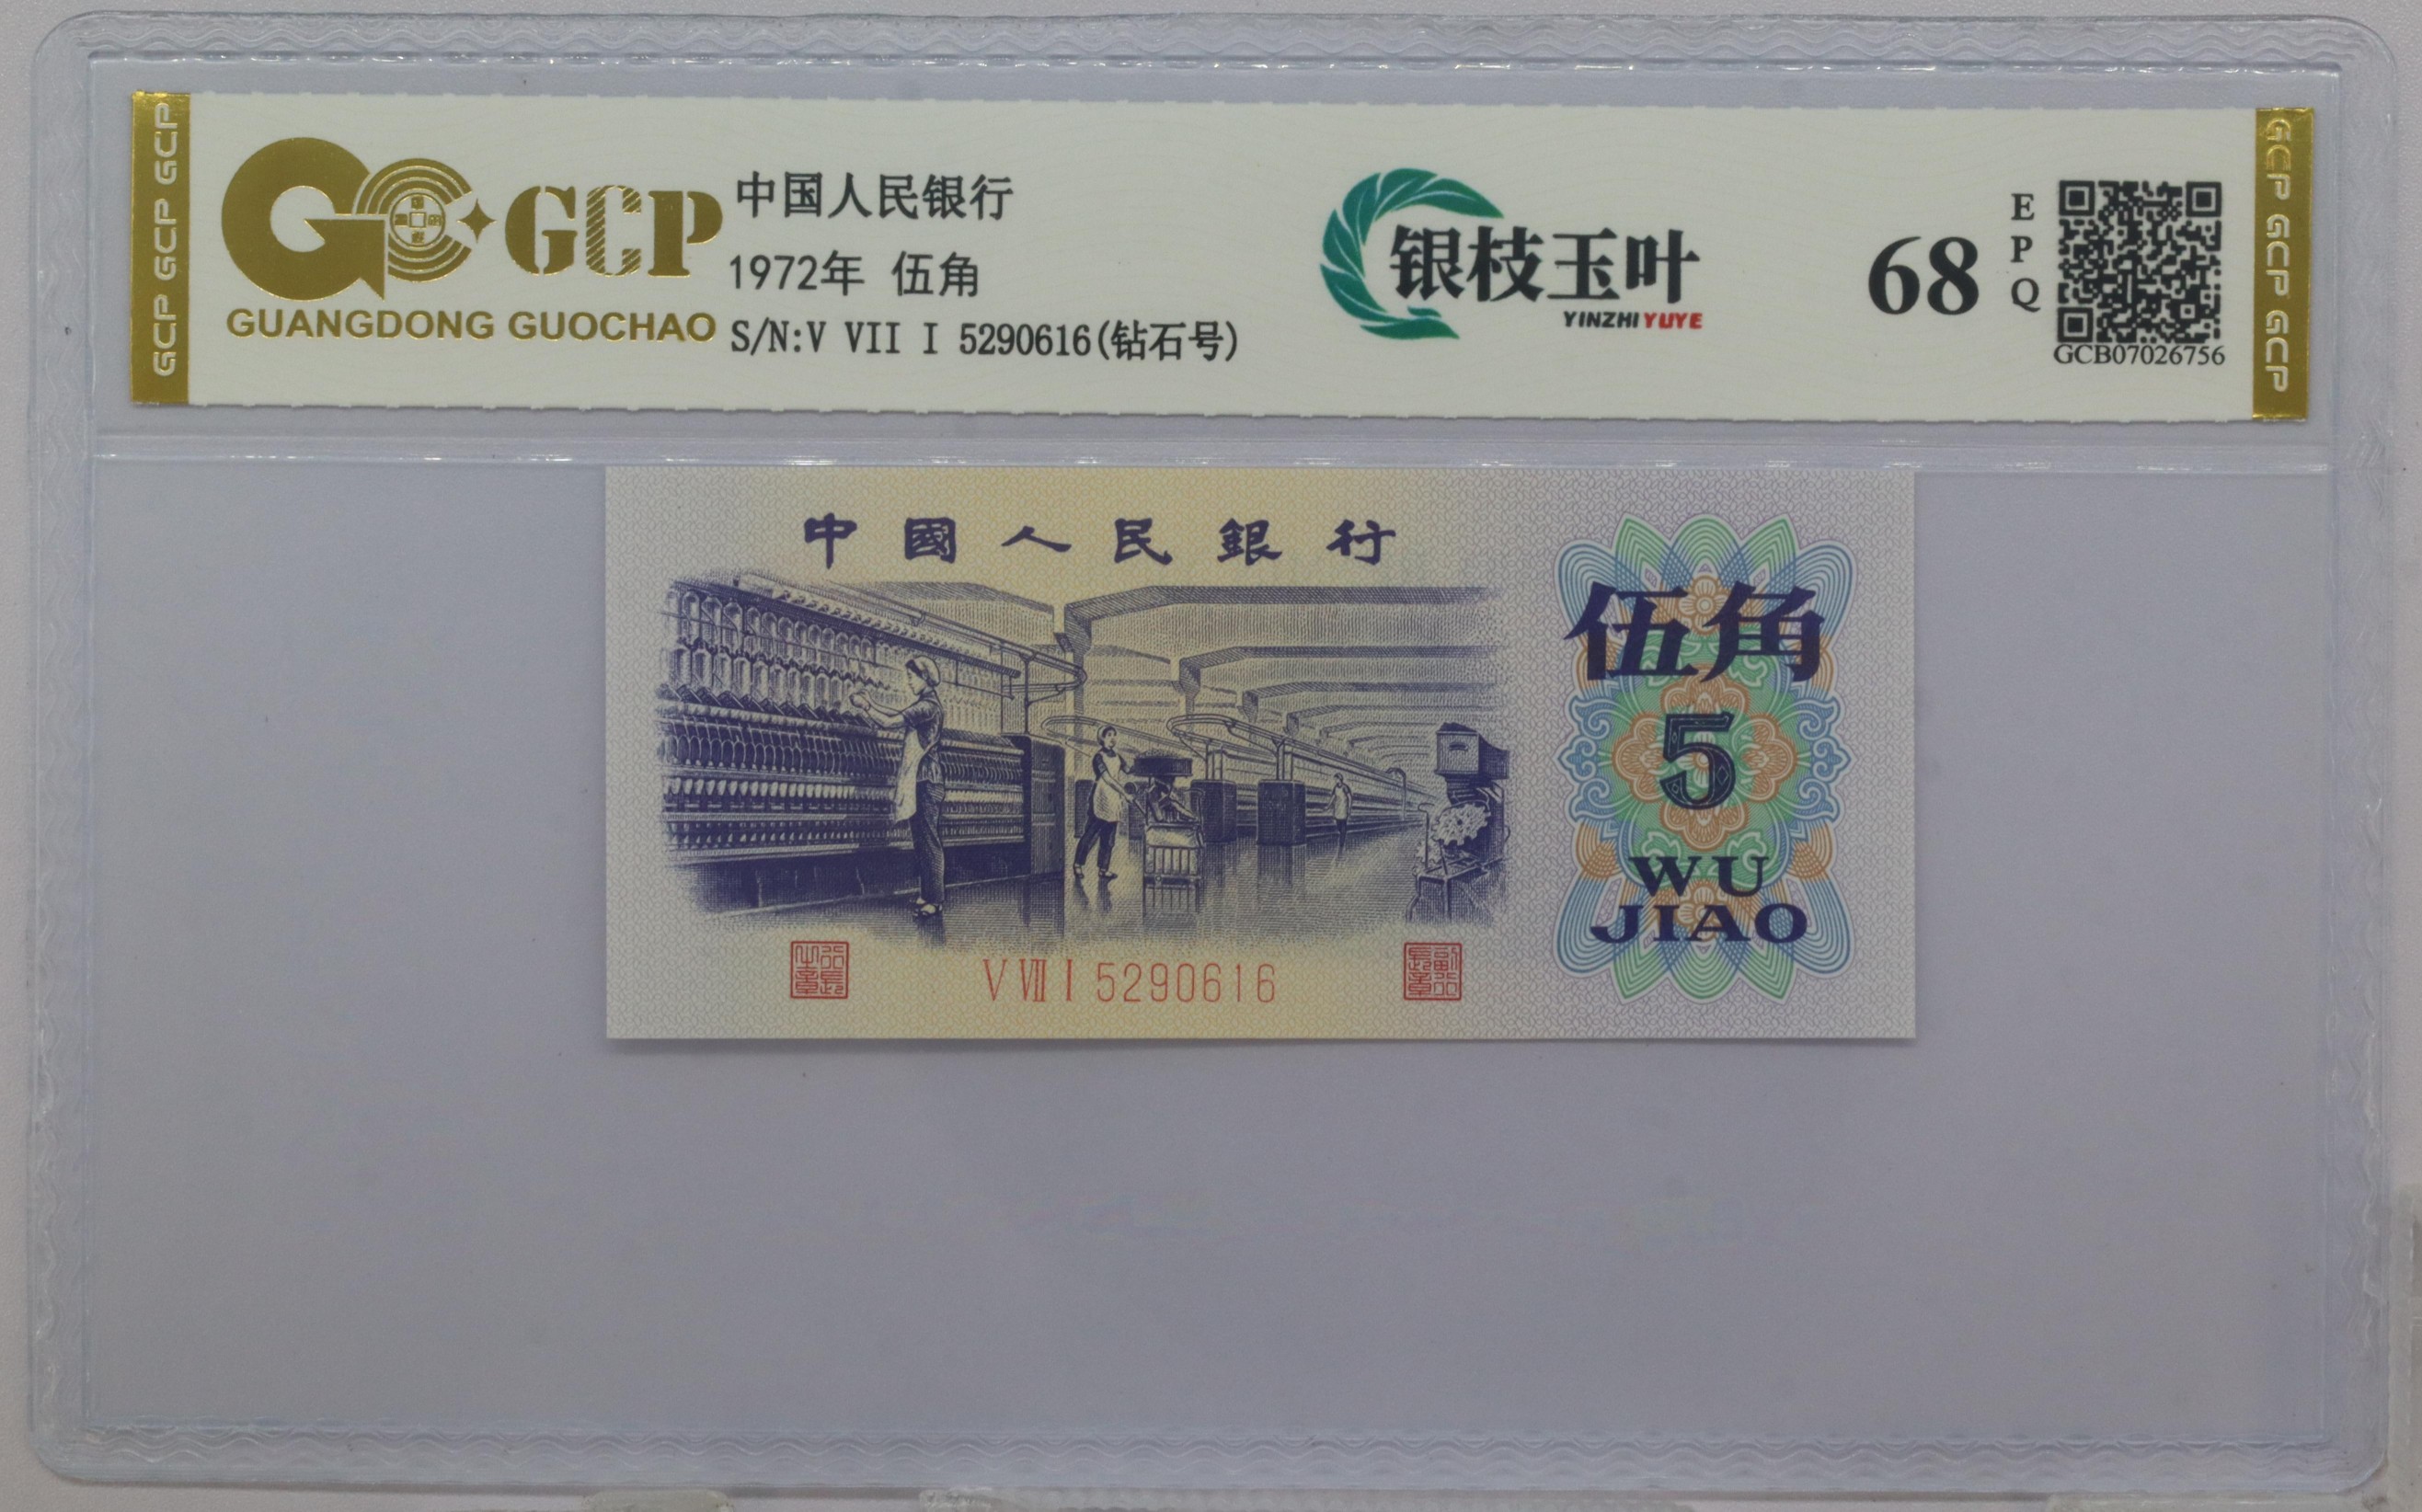 GCP GCP GCP
GCP
GUANGDONG GUOCHAO
中国人民银行
1972年 伍角
S/N:V VII I 5290616(钻石号)
银枝玉叶
YINZHIYUYE
68
E
P
Q
GCB07026756
GCP GCP GCP
中國人民銀行
伍角
5
WU
JIAO
V VII I 5290616